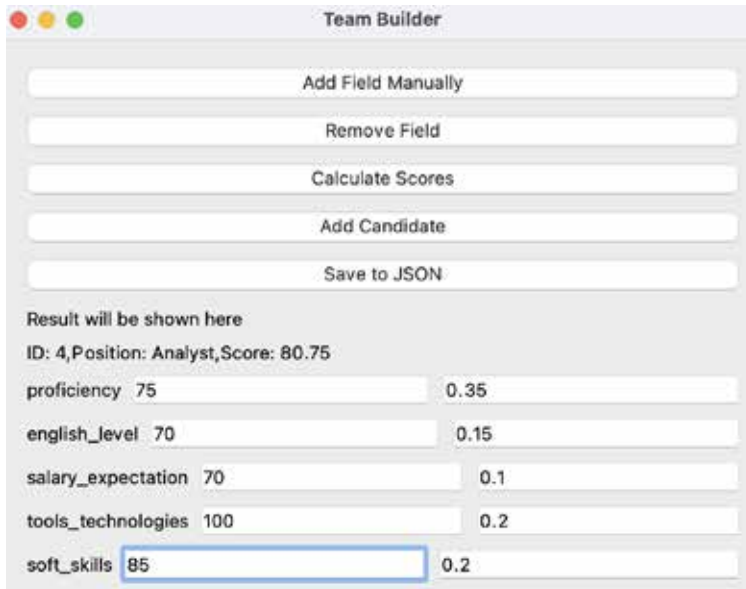 Team Builder
Add Field Manually
Remove Field
Calculate Scores
Add Candidate
Save to JSON
Result will be shown here
ID: 4,Position: Analyst,Score: 80.75
proficiency 75 0.35
english_level 70 0.15
salary_expectation 70 0.1
tools_technologies 100 0.2
soft_skills 85 0.2